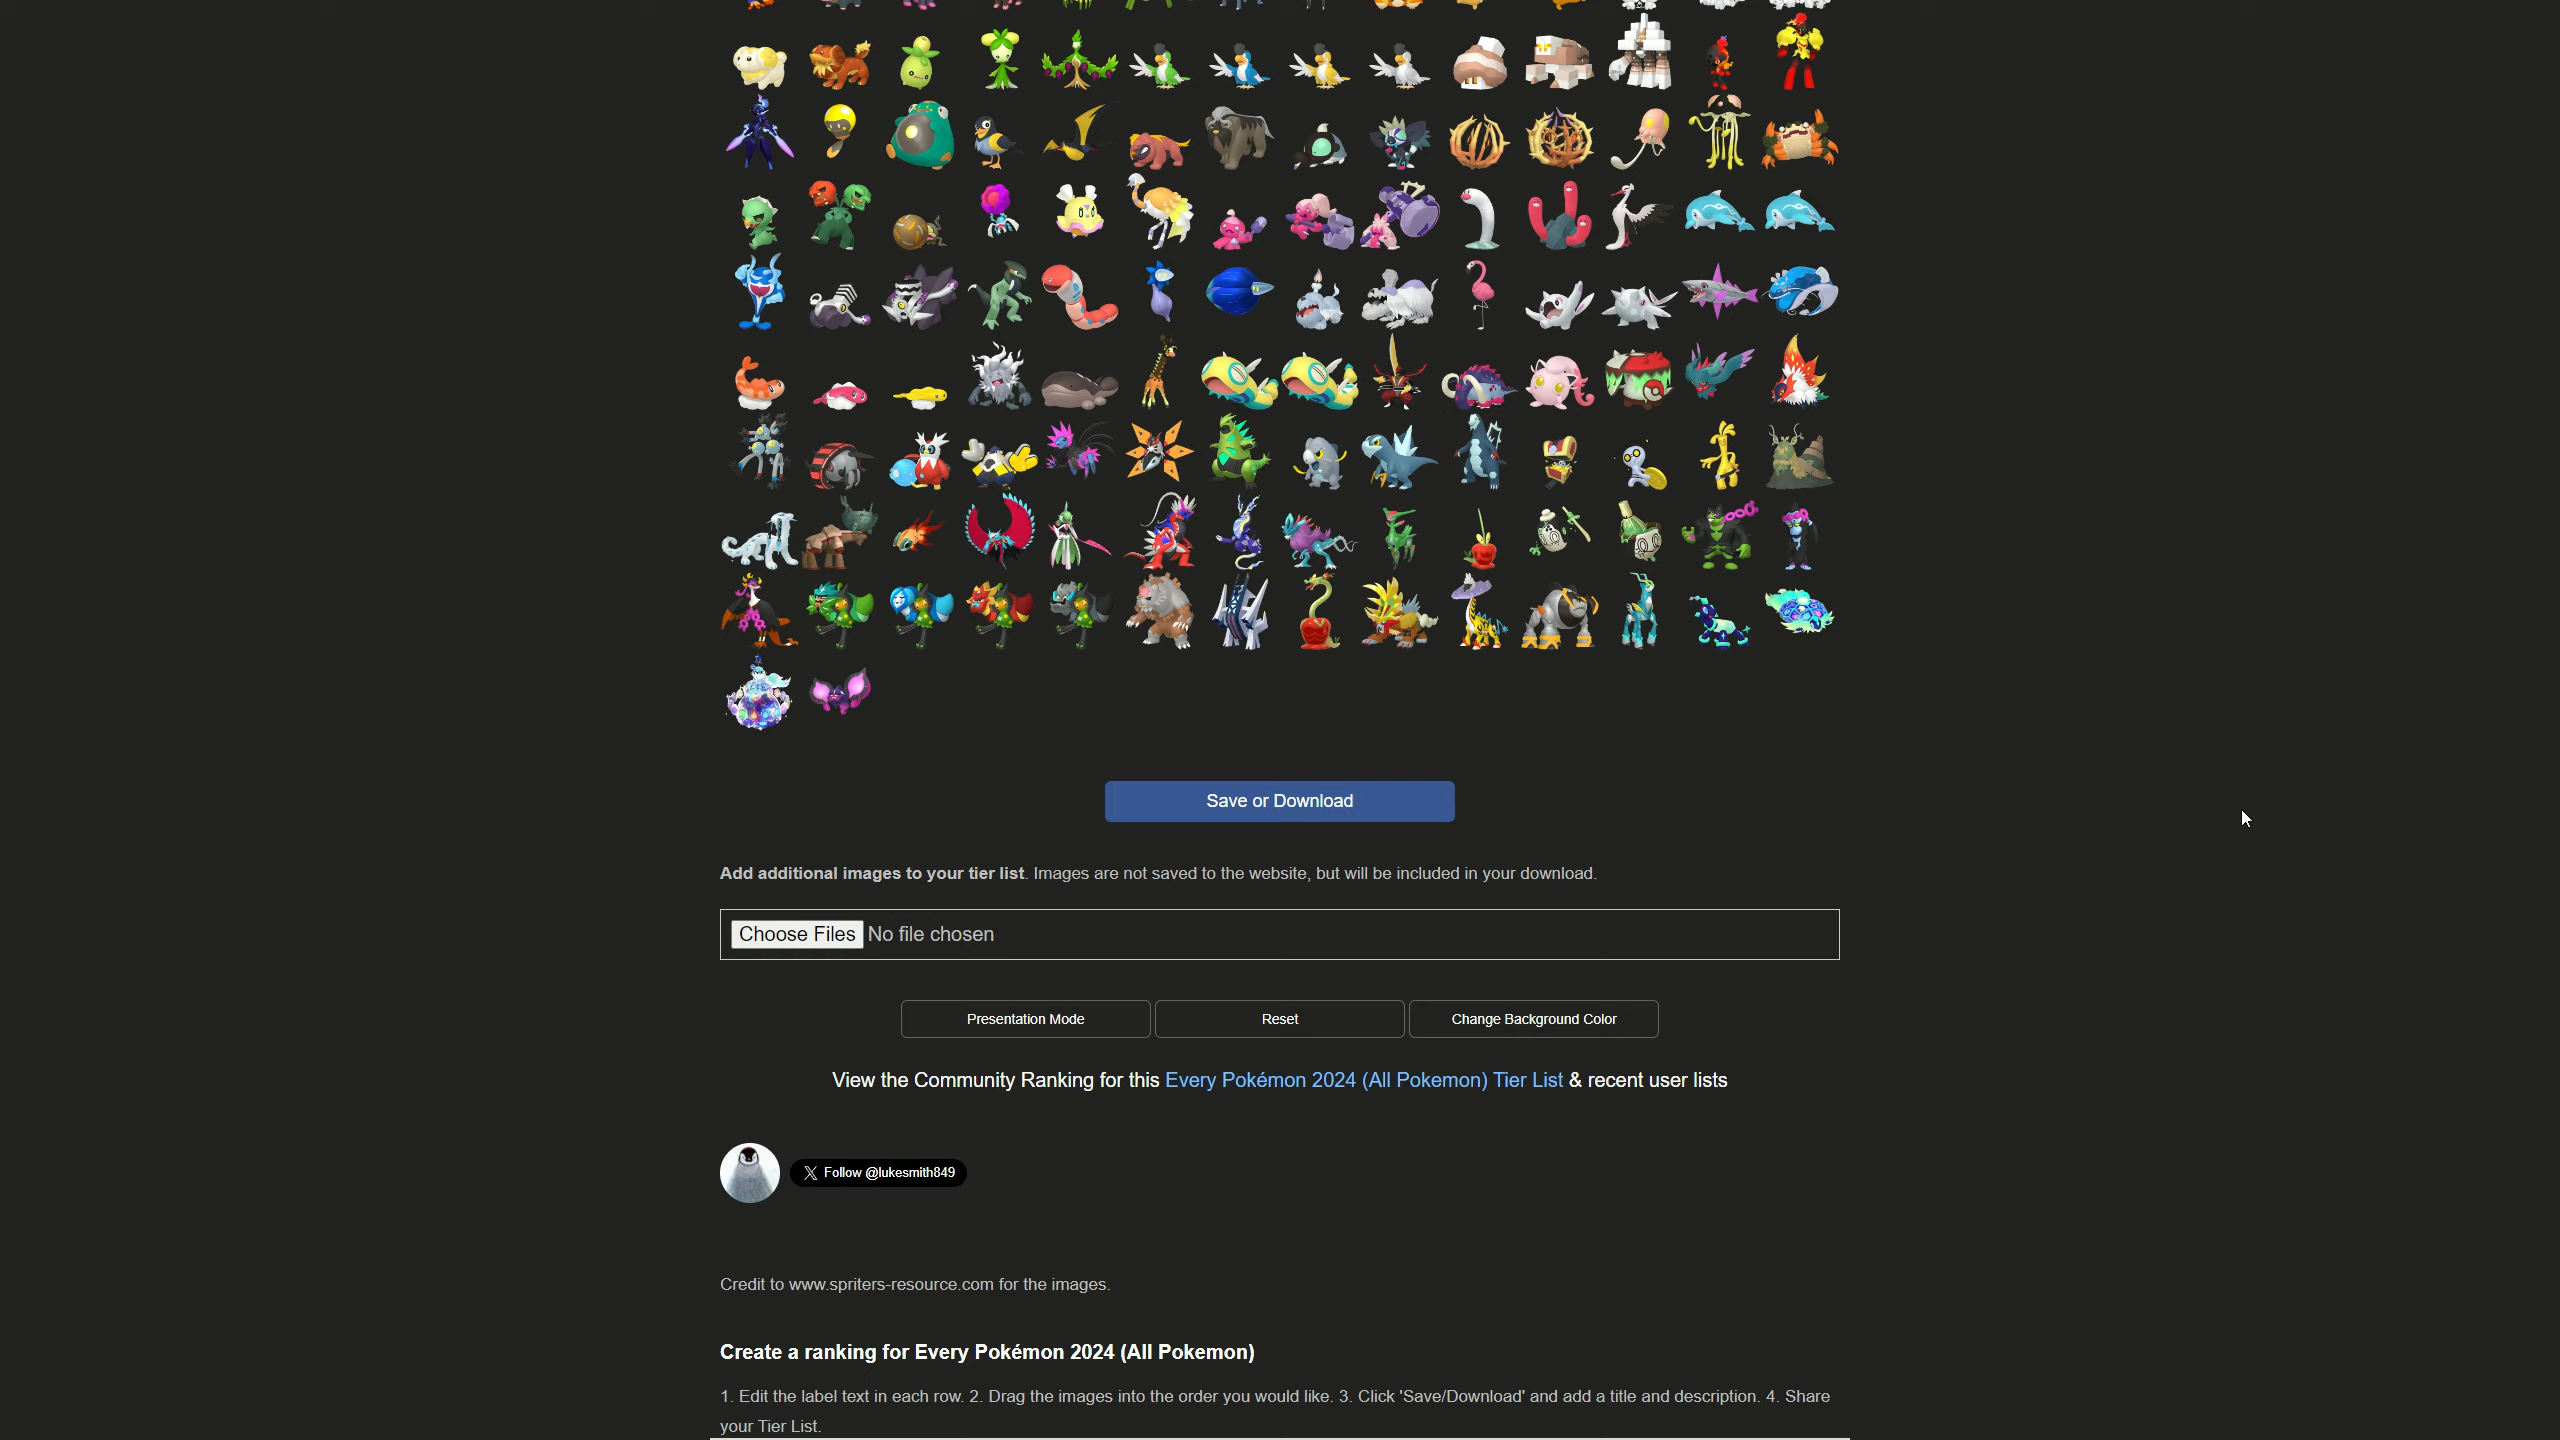 Save or Download
Add additional images to your tier list. Images are not saved to the website, but will be included in your download.
Choose Files No file chosen
Presentation Mode
Reset
Change Background Color
View the Community Ranking for this Every Pokémon 2024 (All Pokemon) Tier List & recent user lists
Follow @lukesmith849
Credit to www.spriters-resource.com for the images.
Create a ranking for Every Pokémon 2024 (All Pokemon)
1. Edit the label text in each row. 2. Drag the images into the order you would like. 3. Click 'Save/Download' and add a title and description. 4. Share
your Tier List.